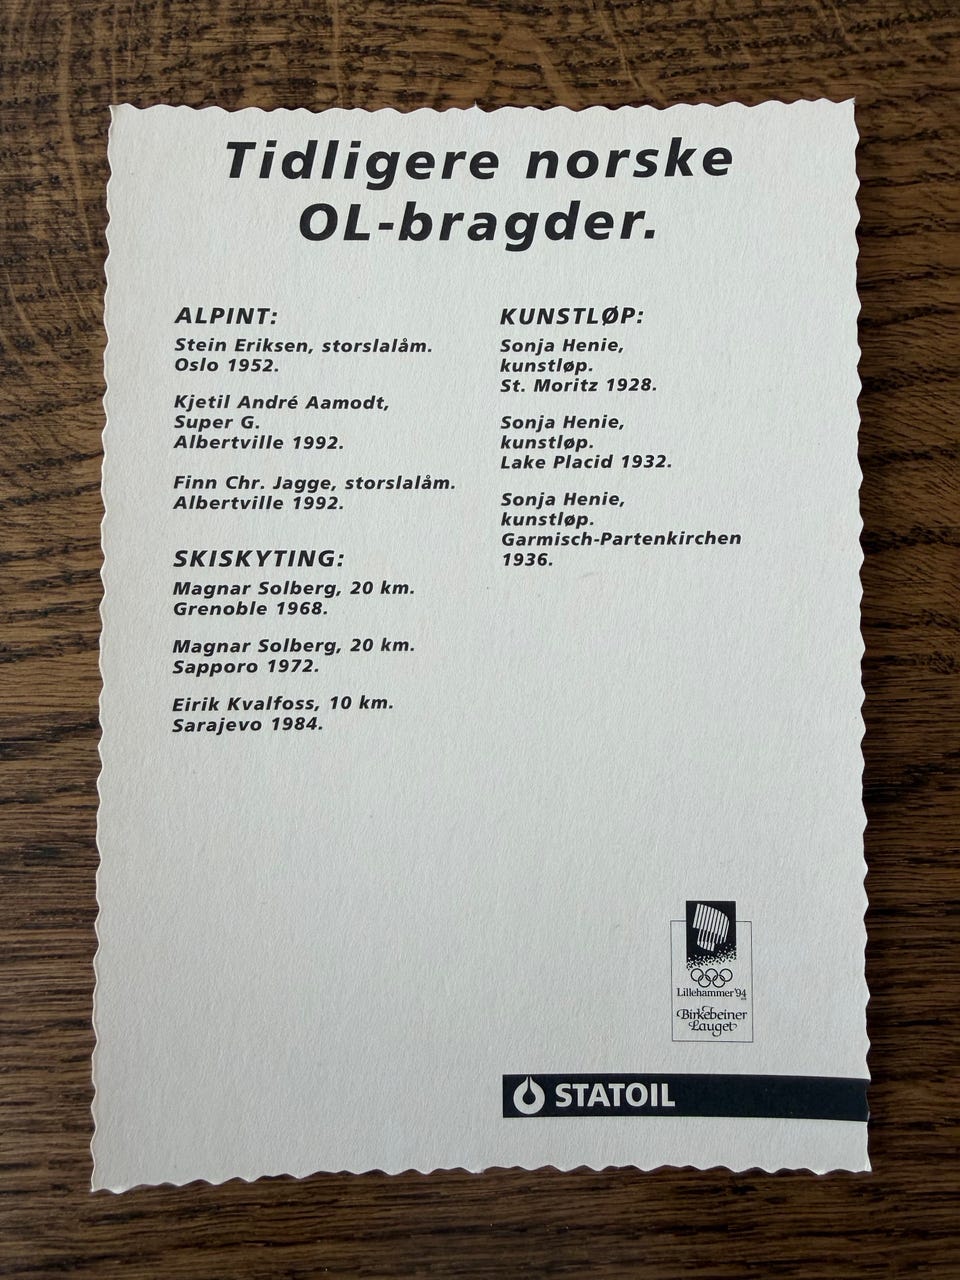 Tidligere norske
OL-bragder.
ALPINT:
Stein Eriksen, storslalåm.
Oslo 1952.
Kjetil André Aamodt,
Super G.
Albertville 1992.
Finn Chr. Jagge, storslalåm.
Albertville 1992.
SKISKYTING:
Magnar Solberg, 20 km.
Grenoble 1968.
Magnar Solberg, 20 km.
Sapporo 1972.
Eirik Kvalfoss, 10 km.
Sarajevo 1984.
KUNSTLØP:
Sonja Henie,
kunstløp.
St. Moritz 1928.
Sonja Henie,
kunstløp.
Lake Placid 1932.
Sonja Henie,
kunstløp.
Garmisch-Partenkirchen
1936.
Lillehammer '94
Birkebeiner
Lauget
STATOIL